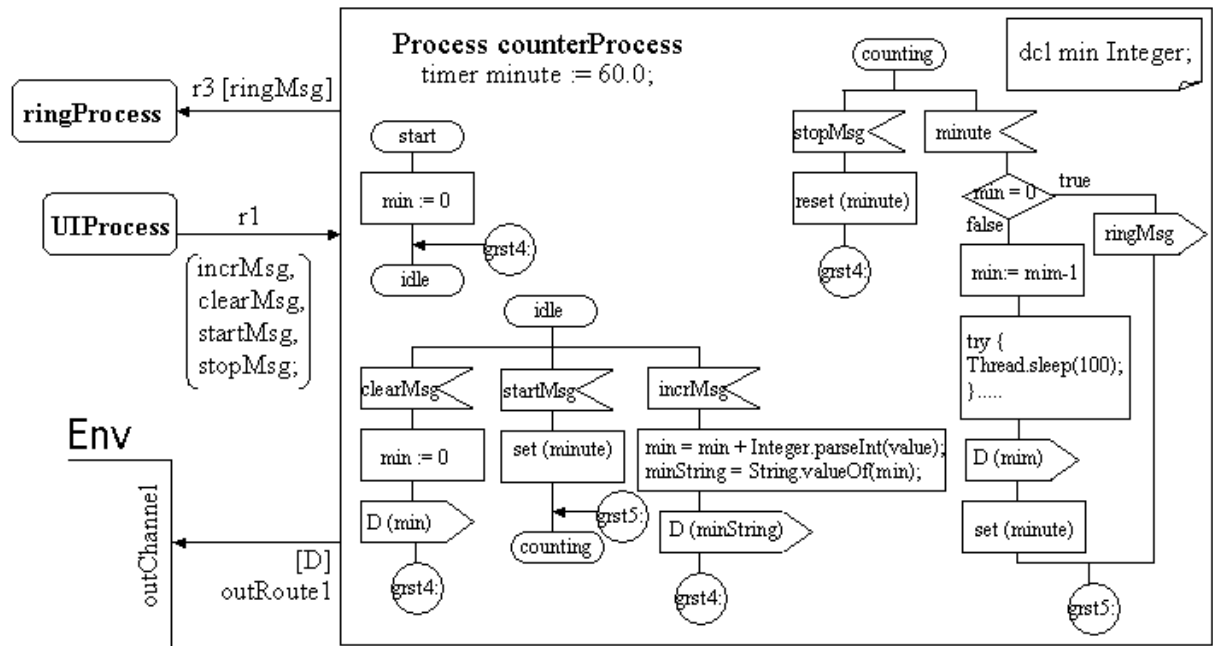 Process counterProcess
timer minute := 60.0;
dcl min Integer;
r3 [ringMsg]
ringProcess
UIProcess
r1
incrMsg,
clearMsg,
startMsg,
stopMsg;
Env
outChannel1
[D]
outRoute1
start
min := 0
grst4:
idle
idle
clearMsg
startMsg
incrMsg
min := 0
set (minute)
min = min + Integer.parseInt(value);
minString = String.valueOf(min);
D (min)
grst5:
counting
D (minString)
grst4:
grst4:
counting
stopMsg
minute
reset (minute)
grst4:
min = 0
true
false
ringMsg
min:= mim-1
try {
Thread.sleep(100);
}.....
D (mim)
set (minute)
grst5: